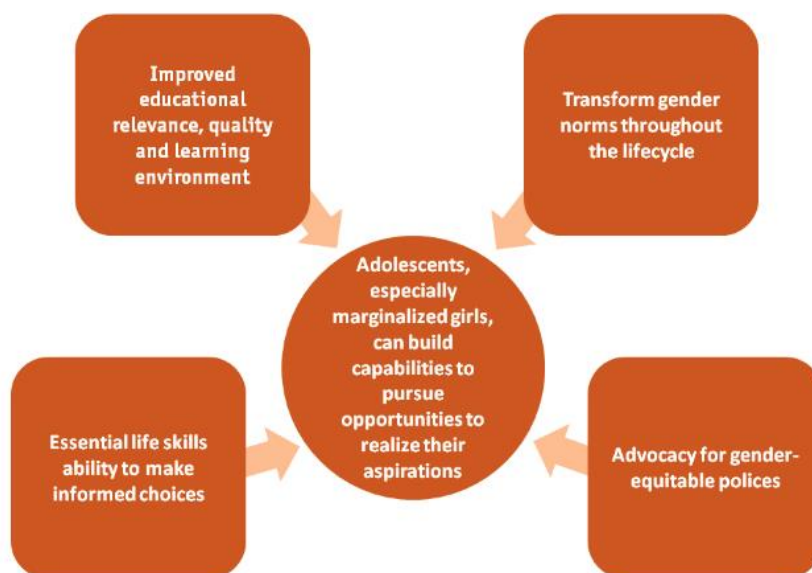 Improved
educational
relevance, quality
and learning
environment
Transform gender
norms throughout
the lifecycle
Adolescents,
especially
marginalized girls,
can build
capabilities to
pursue
opportunities to
realize their
aspirations
Essential life skills
ability to make
informed choices
Advocacy for gender-
equitable polices